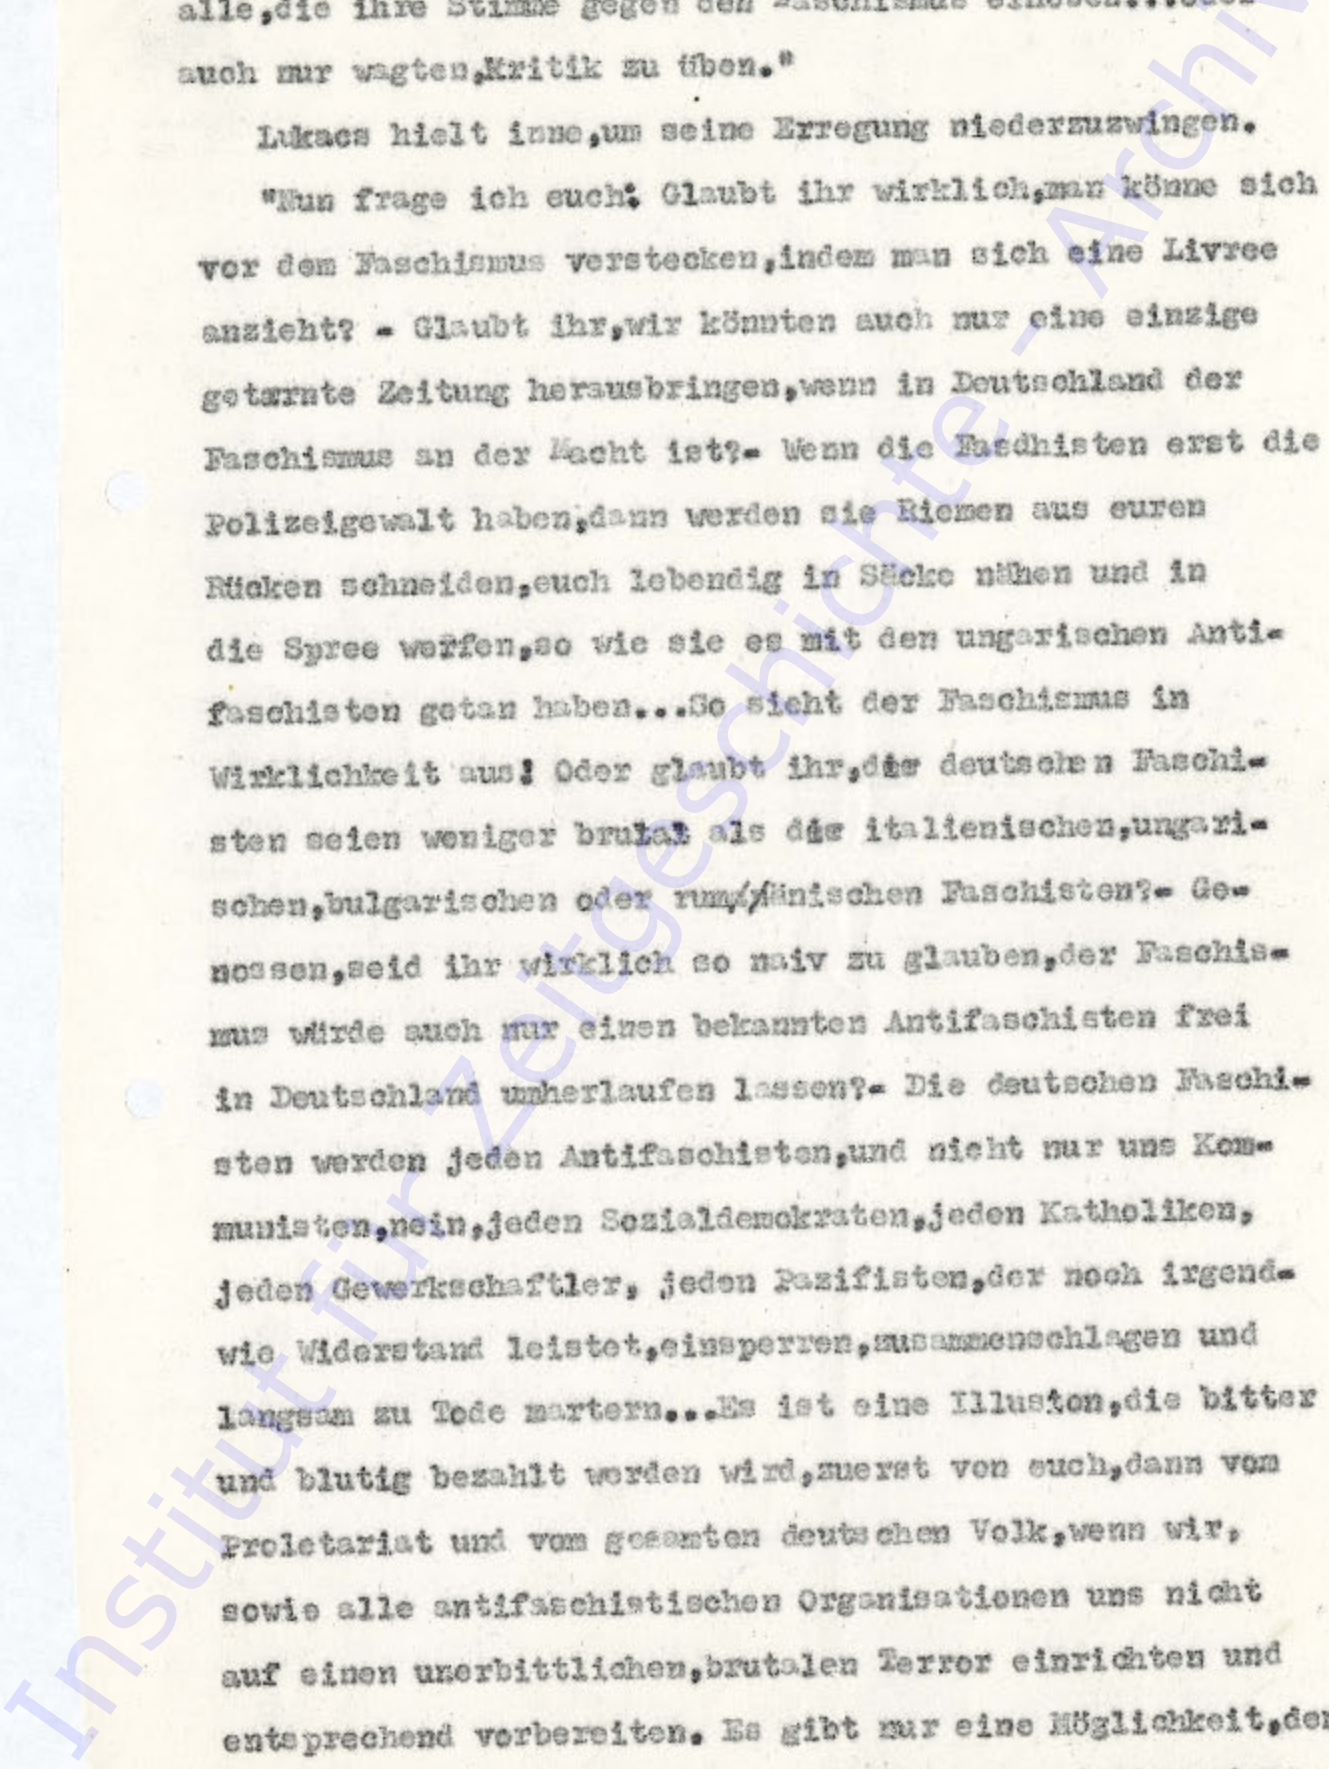 alle,die ihre Stimme gegen den Faschismus erhoben...oder
auch nur wagten,Kritik zu üben."
Lukacs hielt inne,um seine Erregung niederzuzwingen.
"Nun frage ich euch: Glaubt ihr wirklich,man könne sich
vor dem Faschismus verstecken,indem man sich eine Livree
anzieht? - Glaubt ihr,wir könnten auch nur eine einzige
getarnte Zeitung herausbringen,wenn in Deutschland der
Faschismus an der Macht ist?- Wenn die Fasdhisten erst die
Polizeigewalt haben,dann werden sie Riemen aus euren
Rücken schneiden,euch lebendig in Säcke nähen und in
die Spree werfen,so wie sie es mit den ungarischen Anti-
faschisten getan haben...So sieht der Faschismus in
Wirklichkeit aus! Oder glaubt ihr,die deutschen Faschi-
sten seien weniger brutal als die italienischen,ungari-
schen,bulgarischen oder rumänischen Faschisten?- Ge-
nossen,seid ihr wirklich so naiv zu glauben,der Faschis-
mus würde auch nur einen bekannten Antifaschisten frei
in Deutschland umherlaufen lassen?- Die deutschen Faschi-
sten werden jeden Antifaschisten,und nicht nur uns Kom-
munisten,nein,jeden Sozialdemokraten,jeden Katholiken,
jeden Gewerkschaftler, jeden Pazifisten,der noch irgend-
wie Widerstand leistet,einsperren,zusammenschlagen und
langsam zu Tode martern...Es ist eine Illusion,die bitter
und blutig bezahlt werden wird,zuerst von euch,dann vom
Proletariat und vom gesamten deutschen Volk,wenn wir,
sowie alle antifaschistischen Organisationen uns nicht
auf einen unerbittlichen,brutalen Terror einrichten und
entsprechend vorbereiten. Es gibt nur eine Möglichkeit,den
Institut für Zeitgeschichte - Archiv